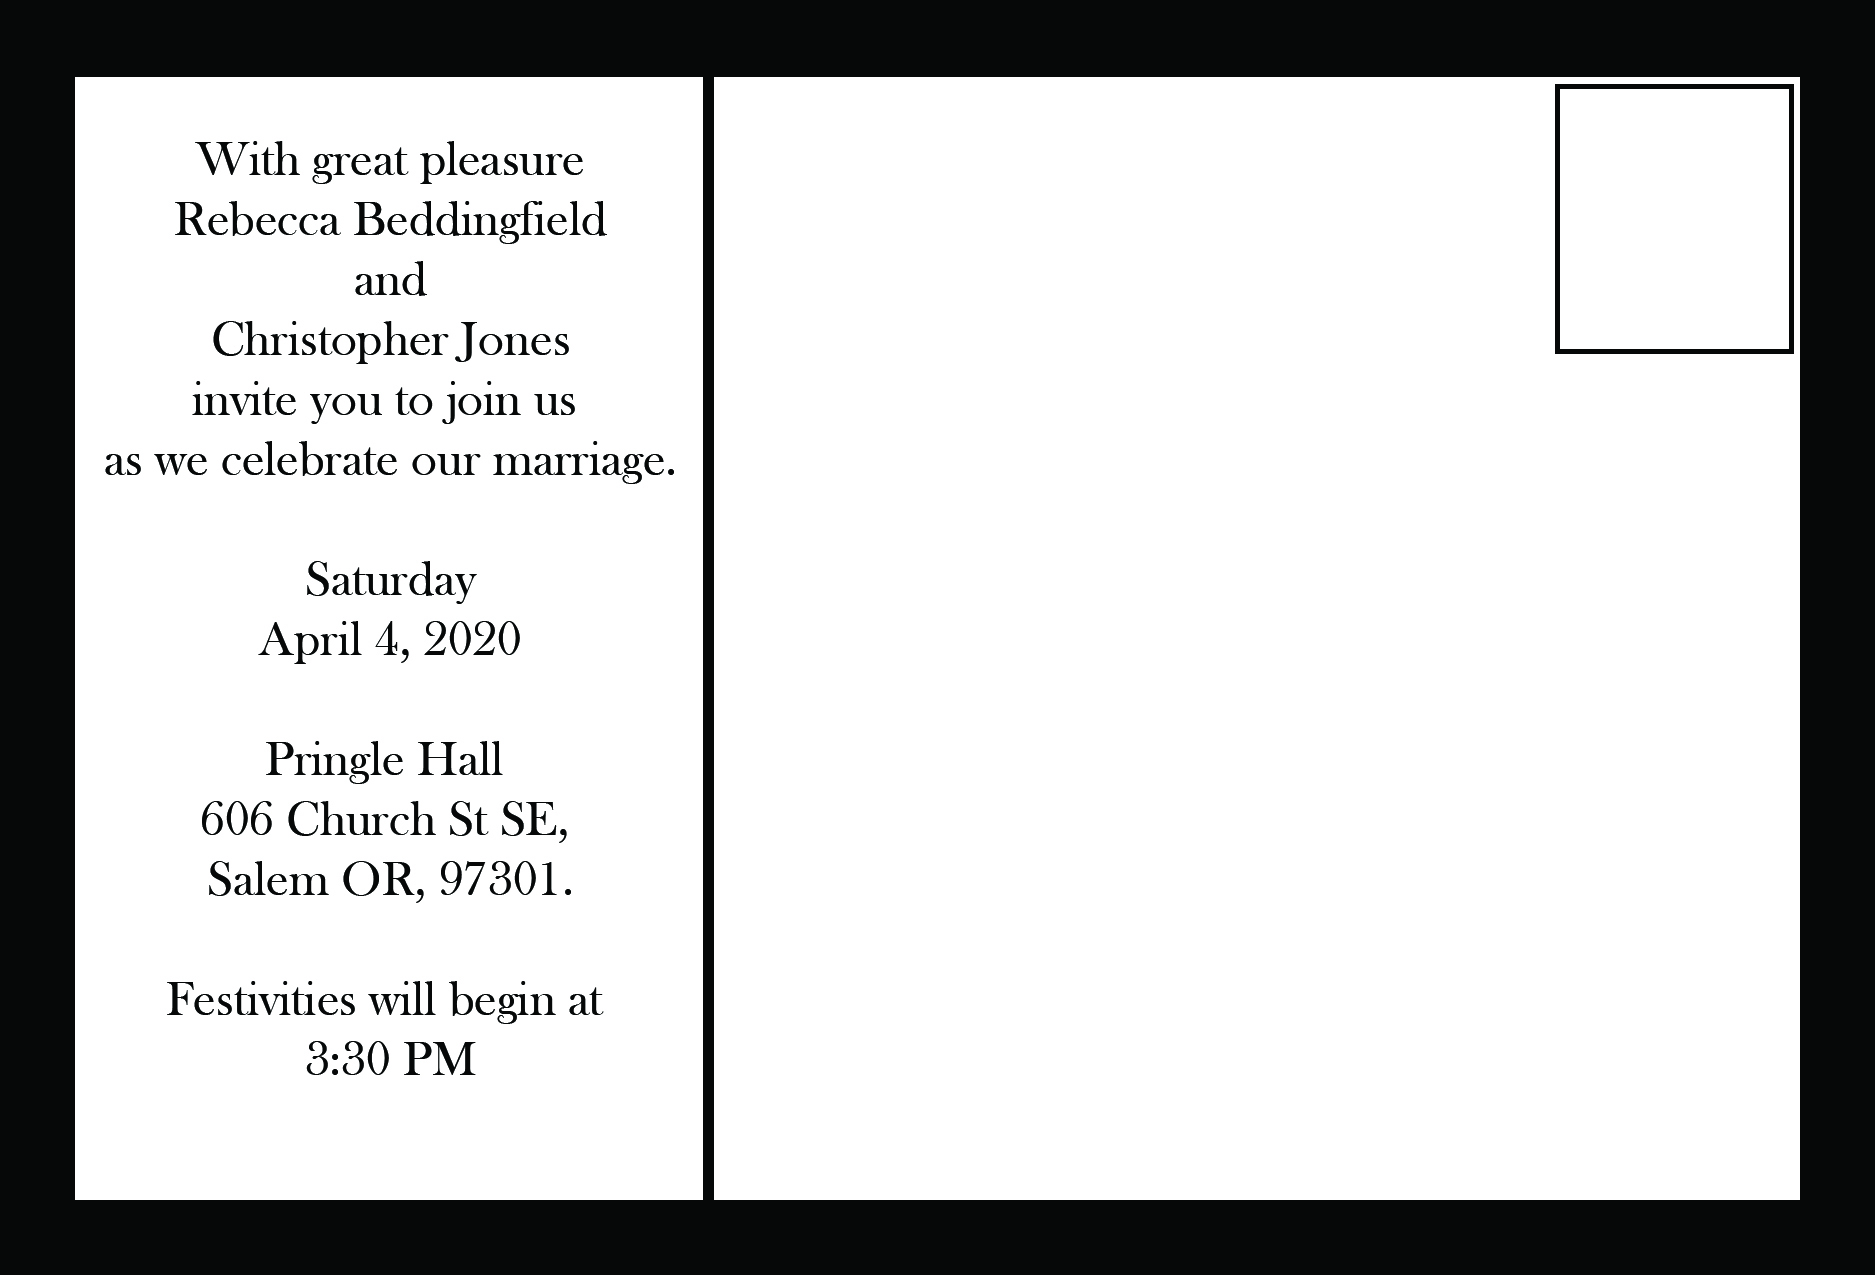 With great pleasure
Rebecca Beddingfield
and
Christopher Jones
invite you to join us
as we celebrate our marriage.
Saturday
April 4, 2020
Pringle Hall
606 Church St SE,
Salem OR, 97301.
Festivities will begin at
3:30 PM